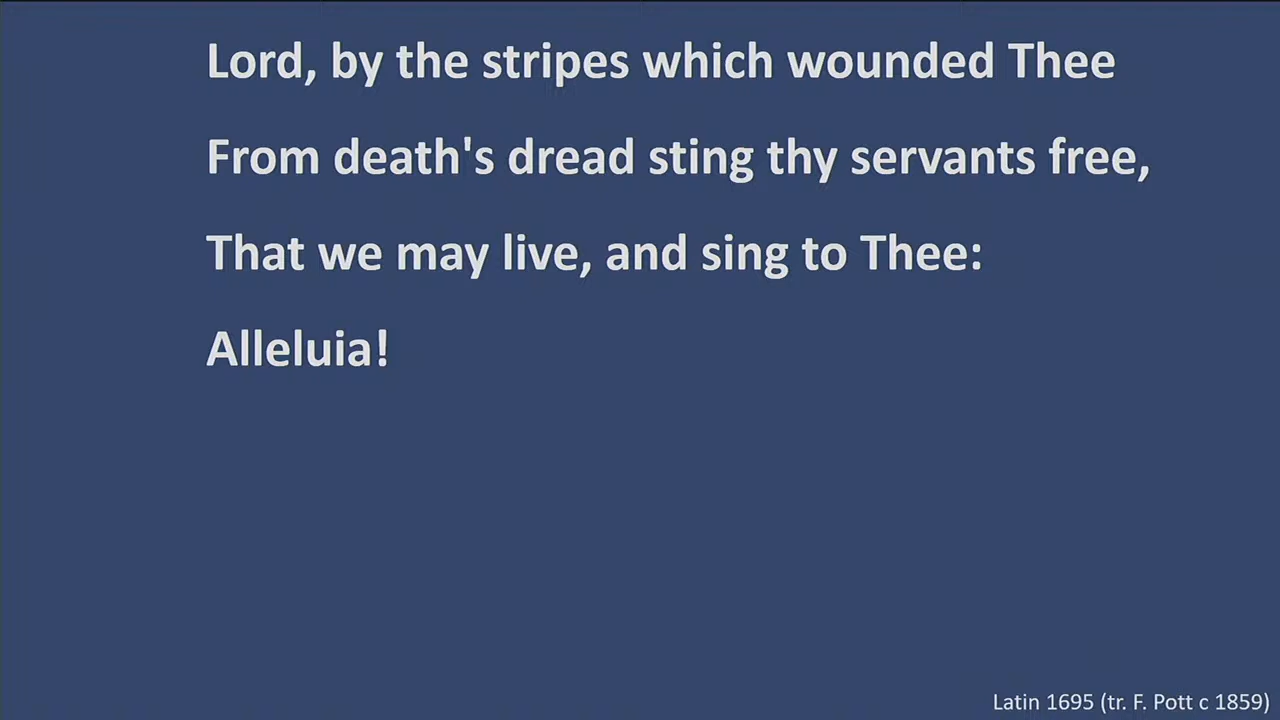 Lord, by the stripes which wounded Thee
From death's dread sting thy servants free,
That we may live, and sing to Thee:
Alleluia!
Latin 1695 (tr. F. Pott c 1859)